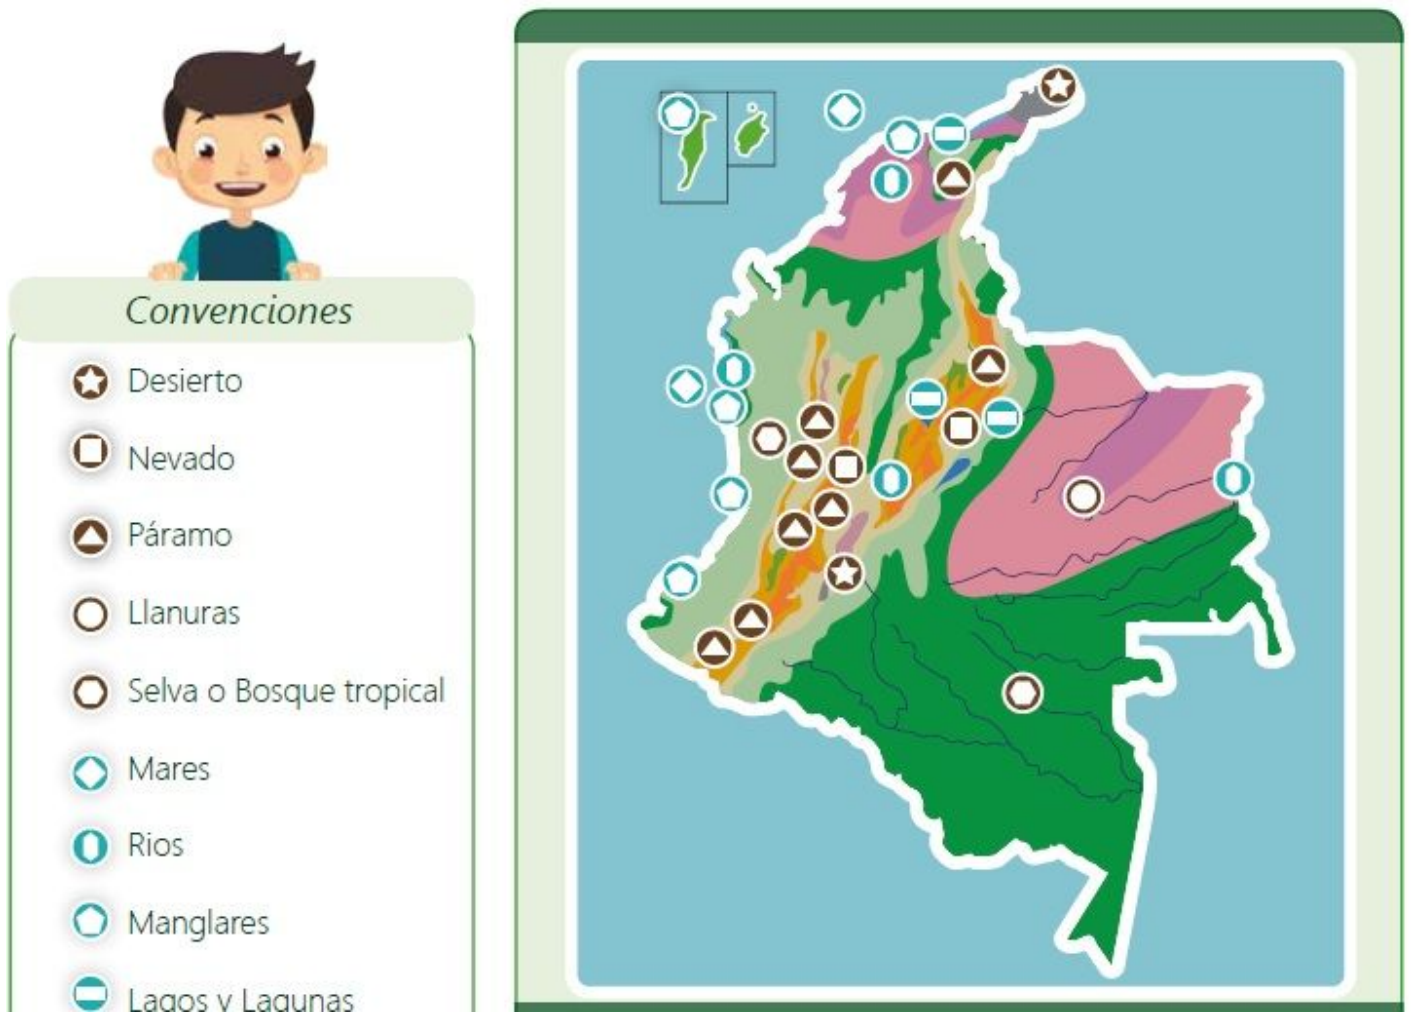 Convenciones
Desierto
Nevado
Páramo
Llanuras
Selva o Bosque tropical
Mares
Rios
Manglares
Lagos y Lagunas